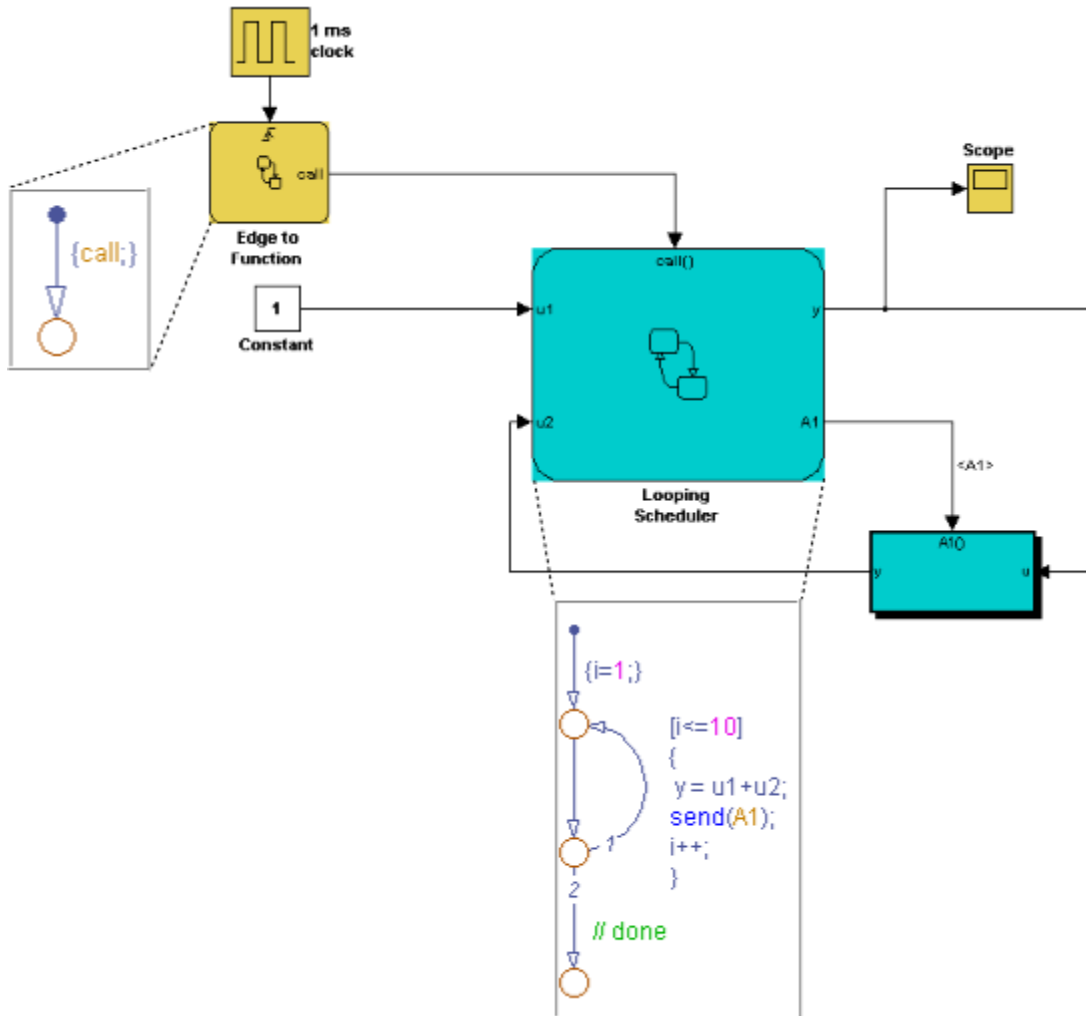 1 ms
clock
call
Edge to
Function
{call;}
Scope
call()
1
Constant
u1
y
u2
A1
<A1>
Looping
Scheduler
A1()
y
u
{i=1;}
[i<=10]
{
y = u1+u2;
send(A1);
i++;
}
1
2
// done